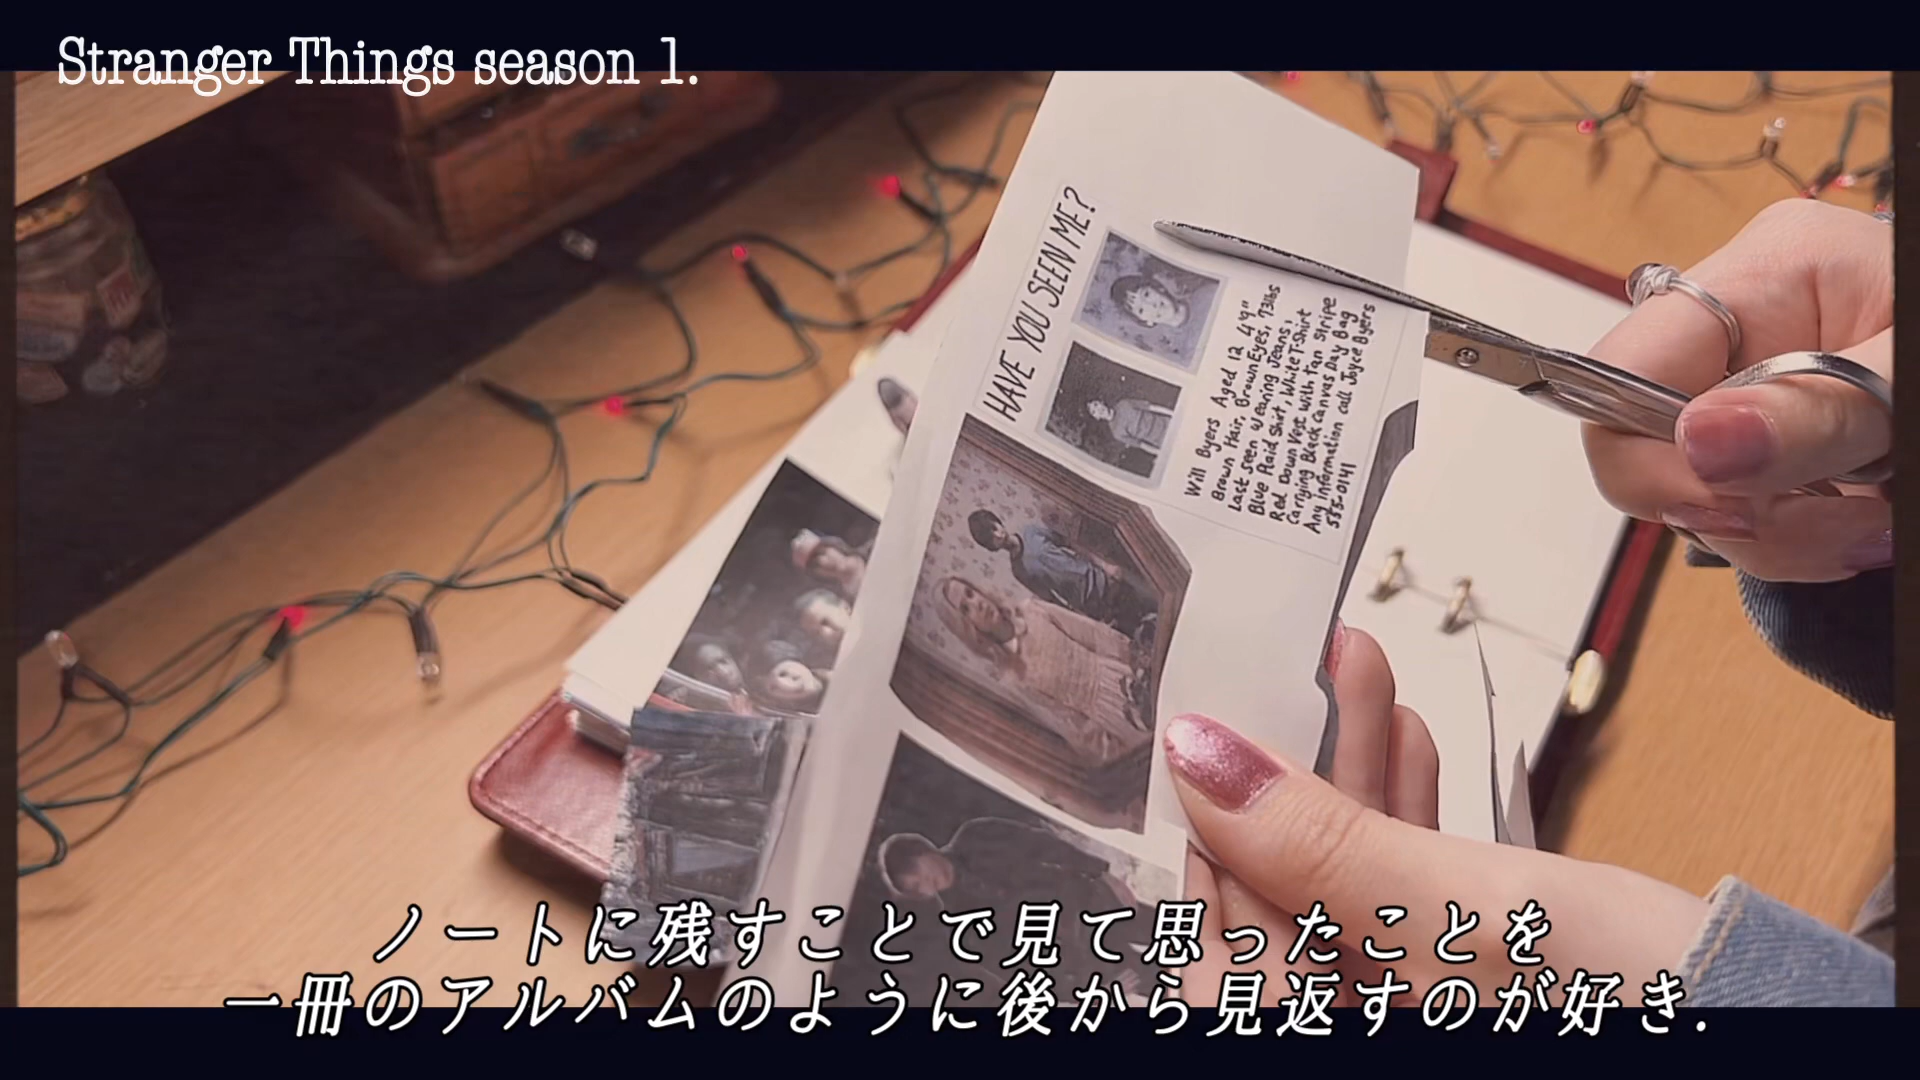 Stranger Things season 1.
HAVE YOU SEEN ME?
Will Byers Aged 12 4'9"
Brown Hair, Brown Eyes, 73lbs
Last seen wearing Jeans,
Blue Plaid Shirt, White T-Shirt
Red Down Vest with Tan Stripe
Carrying Black Canvas Day Bag
Any information call Joyce Byers
555-0141
ノートに残すことで見て思ったことを
一冊のアルバムのように後から見返すのが好き.